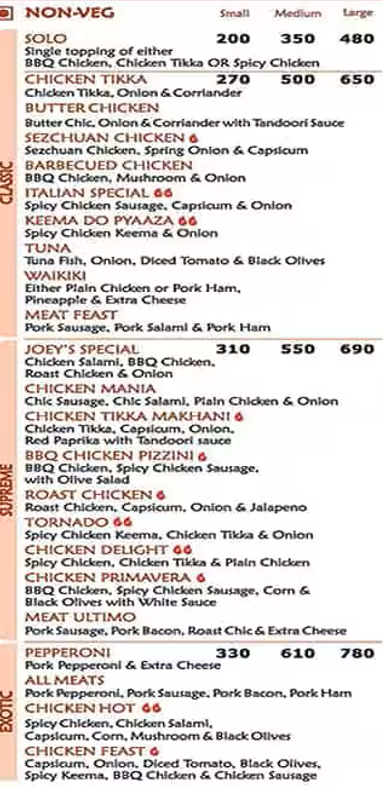 NON-VEG Small Medium Large
CLASSIC
SOLO 200 350 480
Single topping of either
BBQ Chicken, Chicken Tikka OR Spicy Chicken
CHICKEN TIKKA 270 500 650
Chicken Tikka, Onion & Corriander
BUTTER CHICKEN
Butter Chic, Onion & Corriander with Tandoori Sauce
SEZCHUAN CHICKEN
Sezchuan Chicken, Spring Onion & Capsicum
BARBECUED CHICKEN
BBQ Chicken, Mushroom & Onion
ITALIAN SPECIAL
Spicy Chicken Sausage, Capsicum & Onion
KEEMA DO PYAAZA
Spicy Chicken Keema & Onion
TUNA
Tuna Fish, Onion, Diced Tomato & Black Olives
WAIKIKI
Either Plain Chicken or Pork Ham,
Pineapple & Extra Cheese
MEAT FEAST
Pork Sausage, Pork Salami & Pork Ham
SUPREME
JOEY'S SPECIAL 310 550 690
Chicken Salami, BBQ Chicken,
Roast Chicken & Onion
CHICKEN MANIA
Chic Sausage, Chic Salami, Plain Chicken & Onion
CHICKEN TIKKA MAKHANI
Chicken Tikka, Capsicum, Onion,
Red Paprika with Tandoori sauce
BBQ CHICKEN PIZZINI
BBQ Chicken, Spicy Chicken Sausage,
with Olive Salad
ROAST CHICKEN
Roast Chicken, Capsicum, Onion & Jalapeno
TORNADO
Spicy Chicken Keema, Chicken Tikka & Onion
CHICKEN DELIGHT
Spicy Chicken, Chicken Tikka & Plain Chicken
CHICKEN PRIMAVERA
BBQ Chicken, Spicy Chicken Sausage, Corn &
Black Olives with White Sauce
MEAT ULTIMO
Pork Sausage, Pork Bacon, Roast Chic & Extra Cheese
EXOTIC
PEPPERONI 330 610 780
Pork Pepperoni & Extra Cheese
ALL MEATS
Pork Pepperoni, Pork Sausage, Pork Bacon, Pork Ham
CHICKEN HOT
Spicy Chicken, Chicken Salami,
Capsicum, Corn, Mushroom & Black Olives
CHICKEN FEAST
Capsicum, Onion, Diced Tomato, Black Olives,
Spicy Keema, BBQ Chicken & Chicken Sausage